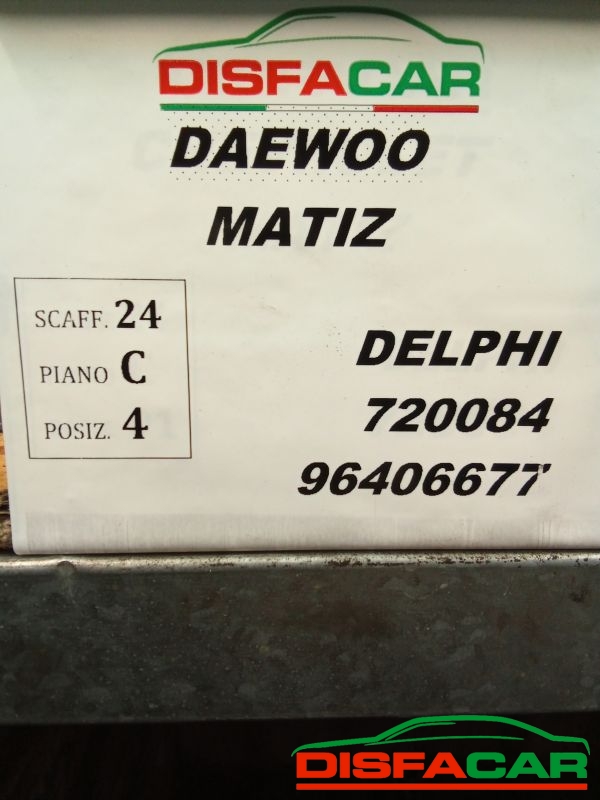 DISFACAR
DAEWOO
MATIZ
SCAFF. 24
PIANO C
POSIZ. 4
DELPHI
720084
96406677
DISFACAR